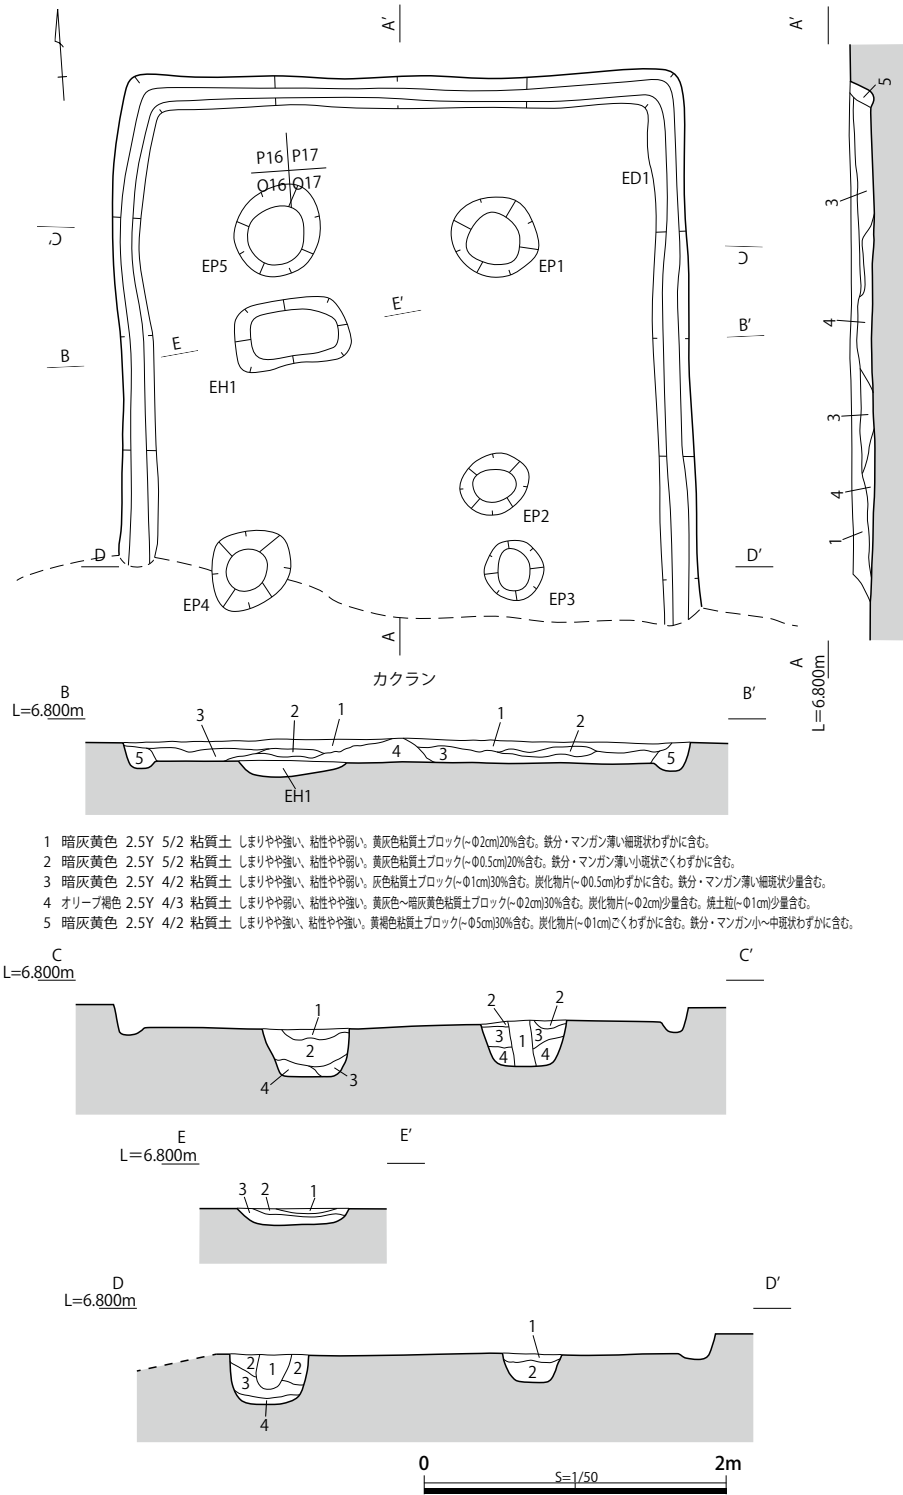 A'
A'
5
P16 P17
O16 O17
ED1
3
C'
C
EP5
EP1
E'
4
B'
B
E
EH1
3
4
EP2
1
D
D'
EP4
EP3
A
A
L=6.800m
カクラン
B
L=6.800m
B'
3
2
1
1
2
5
4
3
5
EH1
1 暗灰黄色 2.5Y 5/2 粘質土 しまりやや強い、粘性やや弱い。黄灰色粘質土ブロック(~Φ2cm)20%含む。鉄分・マンガン薄い細斑状わずかに含む。
2 暗灰黄色 2.5Y 5/2 粘質土 しまりやや強い、粘性やや弱い。黄灰色粘質土ブロック(~Φ0.5cm)20%含む。鉄分・マンガン薄い小斑状ごくわずかに含む。
3 暗灰黄色 2.5Y 4/2 粘質土 しまりやや強い、粘性やや弱い。灰色粘質土ブロック(~Φ1cm)30%含む。炭化物片(~Φ0.5cm)わずかに含む。鉄分・マンガン薄い細斑状少量含む。
4 オリーブ褐色 2.5Y 4/3 粘質土 しまりやや弱い、粘性やや強い。黄灰色～暗灰黄色粘質土ブロック(~Φ2cm)30%含む。炭化物片(~Φ2cm)少量含む。焼土粒(~Φ1cm)少量含む。
5 暗灰黄色 2.5Y 4/2 粘質土 しまりやや強い、粘性やや強い。黄褐色粘質土ブロック(~Φ5cm)30%含む。炭化物片(~Φ1cm)ごくわずかに含む。鉄分・マンガン小～中斑状わずかに含む。
C
L=6.800m
C'
1
2
2
2
3
1
3
4
4
4
3
E
L=6.800m
E'
3
2
1
D
L=6.800m
D'
1
2
1
2
3
2
4
0
2m
S=1/50